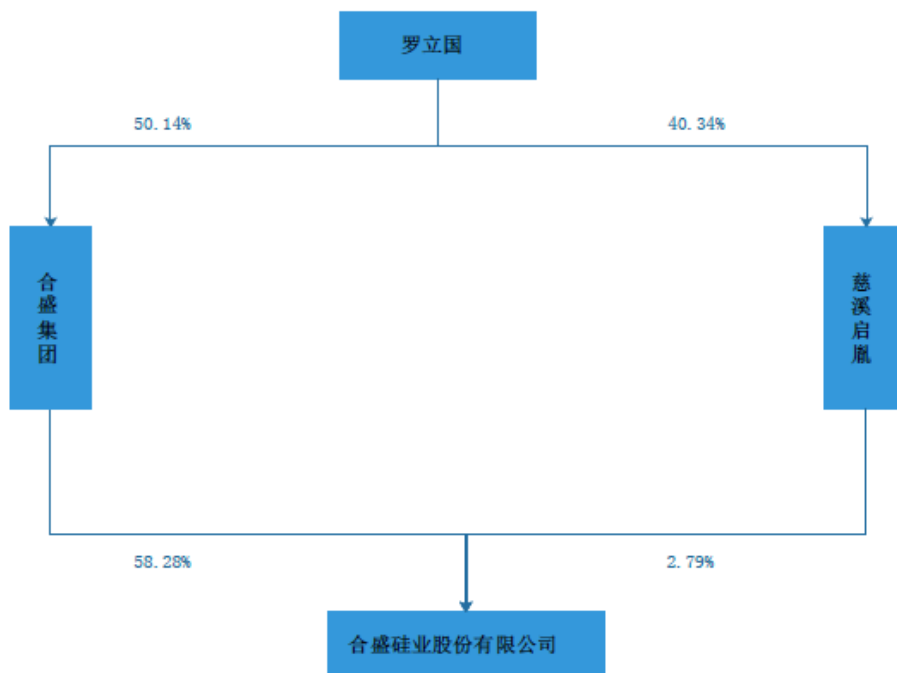 罗立国
50.14%
40.34%
合盛集团
慈溪启胤
58.28%
2.79%
合盛硅业股份有限公司